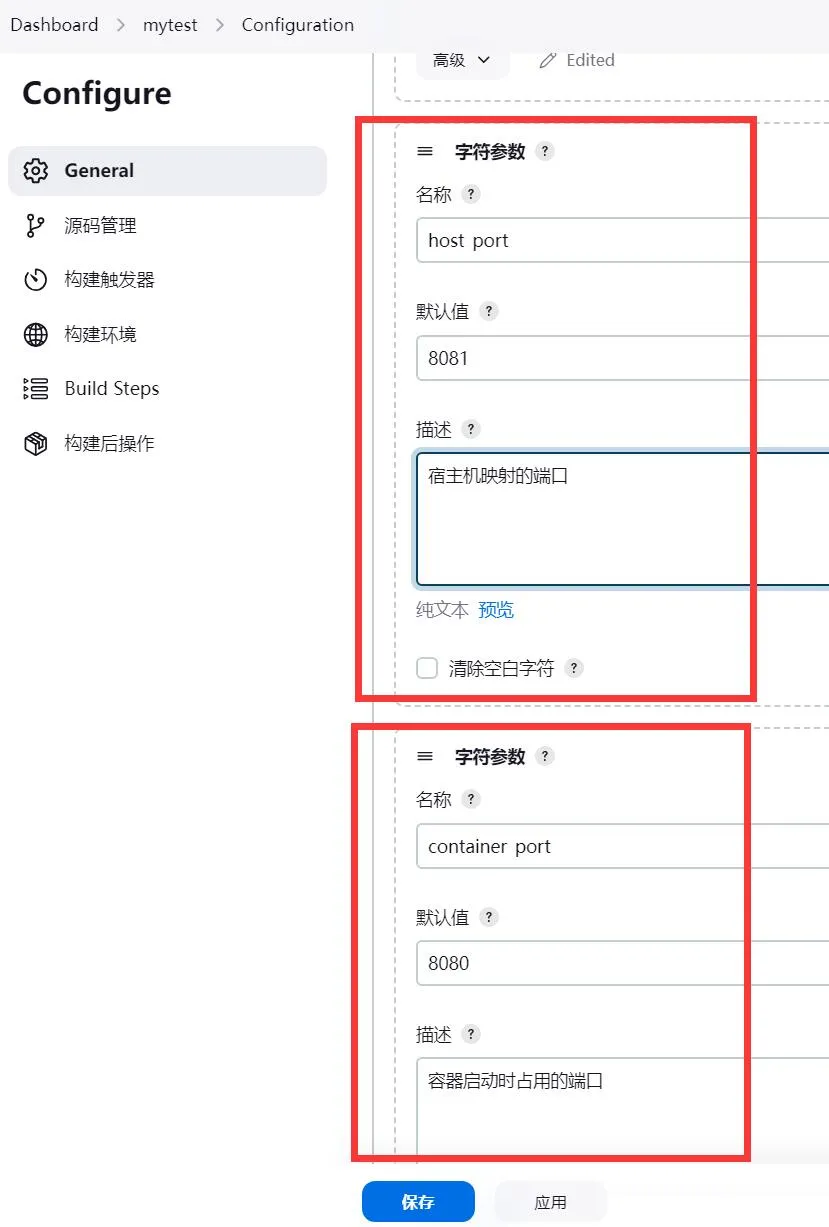 Dashboard > mytest > Configuration
Configure
General
源码管理
构建触发器
构建环境
Build Steps
构建后操作
高级 Edited
字符参数 ?
名称 ?
host port
默认值 ?
8081
描述 ?
宿主机映射的端口
纯文本 预览
清除空白字符 ?
字符参数 ?
名称 ?
container port
默认值 ?
8080
描述 ?
容器启动时占用的端口
保存 应用